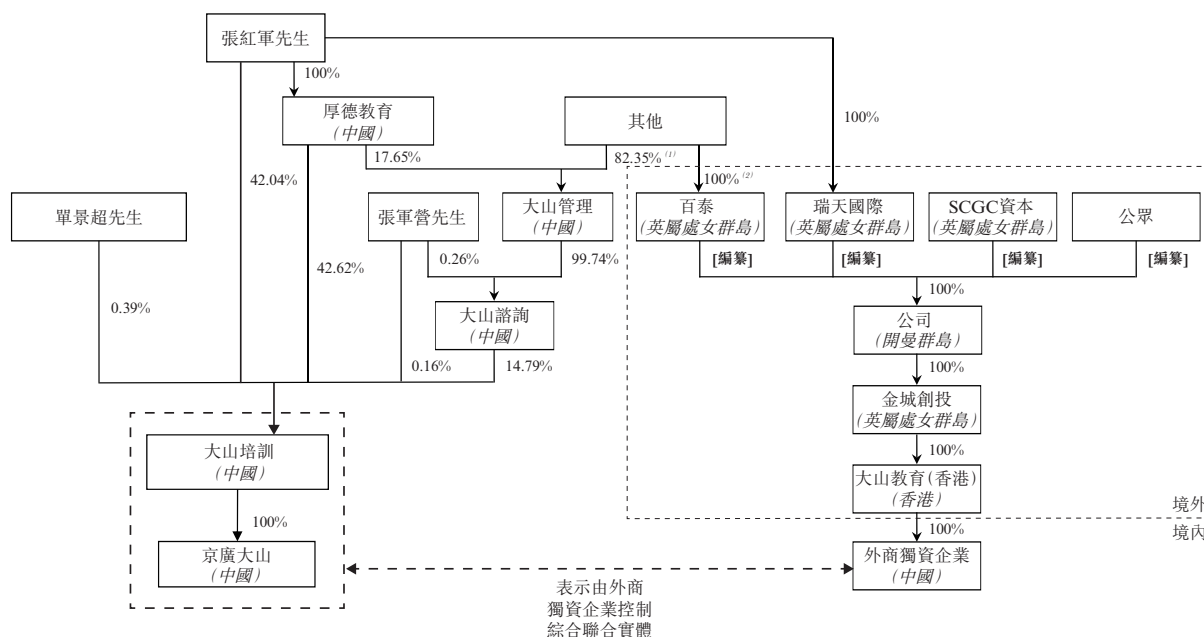 張紅軍先生
100%
厚德教育
(中國)
其他
100%
17.65%
82.35% (1)
42.04%
100% (2)
單景超先生
張軍營先生
大山管理
(中國)
百泰
(英屬處女群島)
瑞天國際
(英屬處女群島)
SCGC資本
(英屬處女群島)
公眾
42.62%
0.26%
99.74%
[編纂]
[編纂]
[編纂]
[編纂]
100%
0.39%
大山諮詢
(中國)
公司
(開曼群島)
0.16%
14.79%
100%
金城創投
(英屬處女群島)
大山培訓
(中國)
100%
大山教育(香港)
(香港)
境外
100%
100%
境內
京廣大山
(中國)
外商獨資企業
(中國)
表示由外商
獨資企業控制
綜合聯合實體